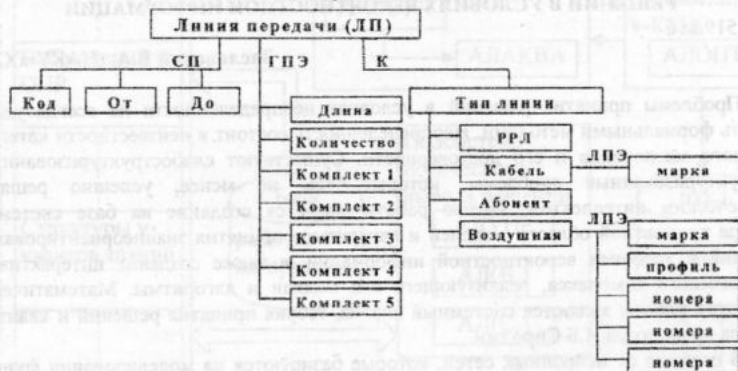 Линия передачи (ЛП)
СП ГПЭ К
Код От До
Длина
Количество
Комплект 1
Комплект 2
Комплект 3
Комплект 4
Комплект 5
Тип линии
РРЛ
Кабель
Абонент
Воздушная
ЛПЭ
марка
ЛПЭ
марка
профиль
номера
номера
номера